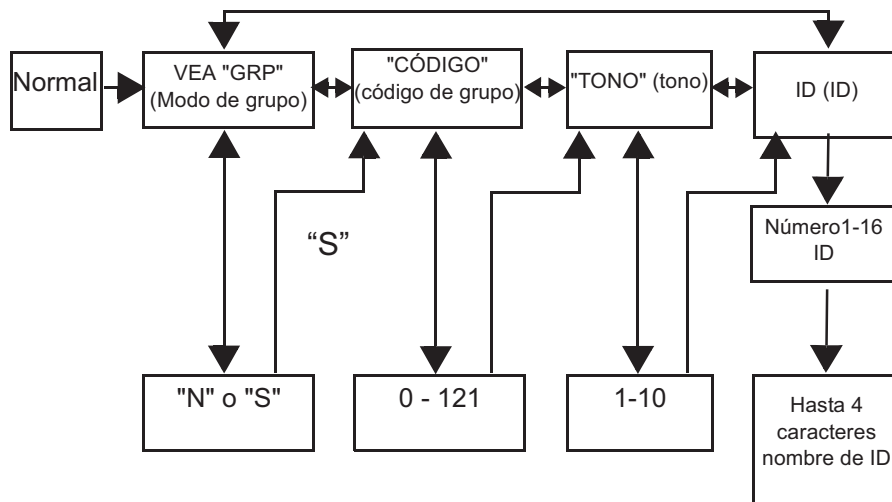 Normal
VEA "GRP"
(Modo de grupo)
"CÓDIGO"
(código de grupo)
"TONO" (tono)
ID (ID)
“S”
Número1-16
ID
"N" o "S"
0 - 121
1-10
Hasta 4
caracteres
nombre de ID